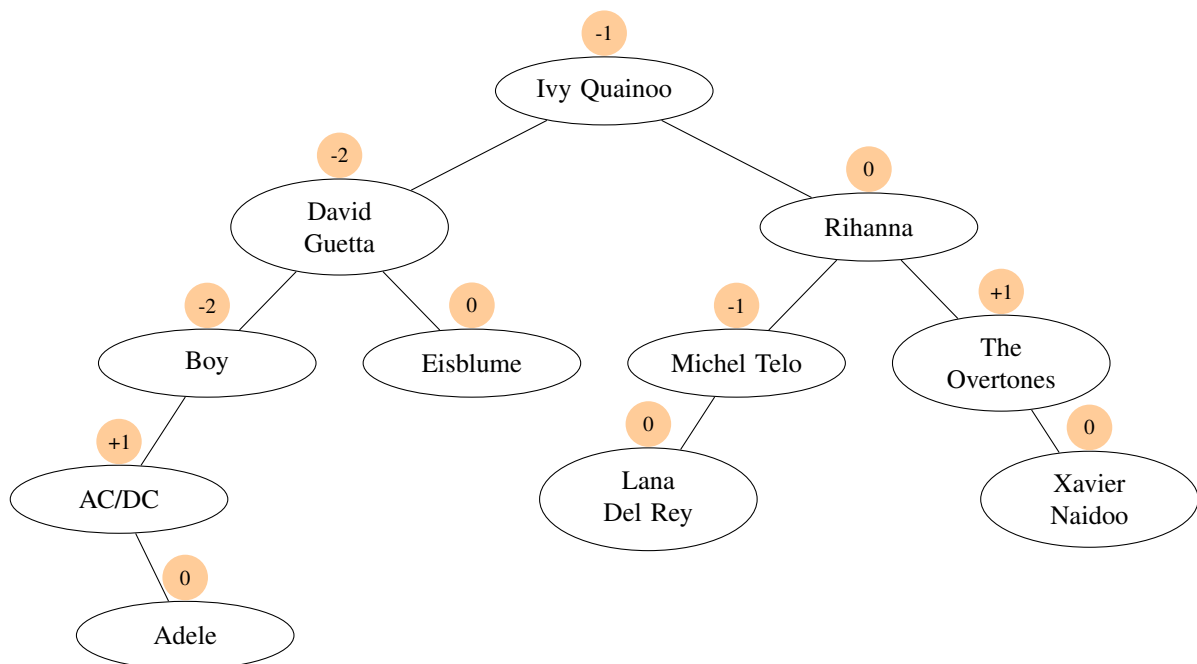 -1
Ivy Quainoo
-2
0
David
Guetta
Rihanna
-2
0
-1
+1
Boy
Eisblume
Michel Telo
The
Overtones
+1
0
0
AC/DC
Lana
Del Rey
Xavier
Naidoo
0
Adele